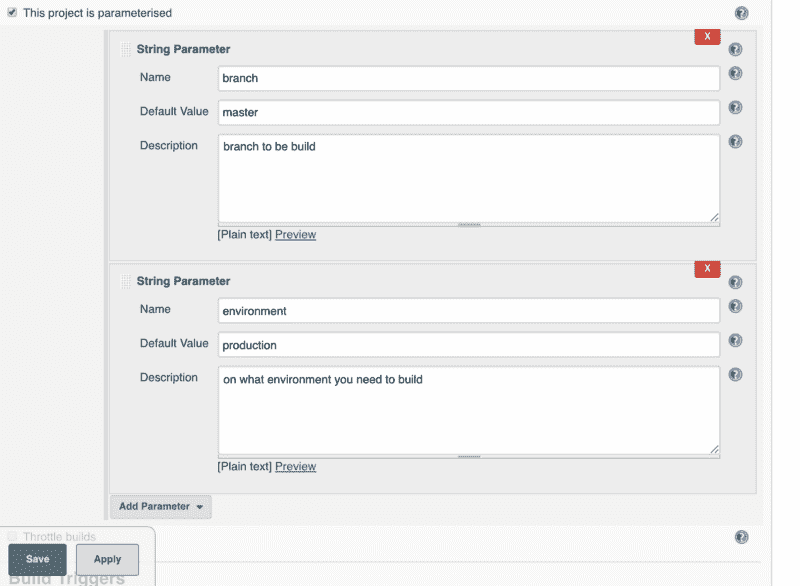 This project is parameterised
X
String Parameter
Name
branch
Default Value
master
Description
branch to be build
[Plain text] Preview
X
String Parameter
Name
environment
Default Value
production
Description
on what environment you need to build
[Plain text] Preview
Add Parameter
Throttle builds
Save
Apply
Build Triggers